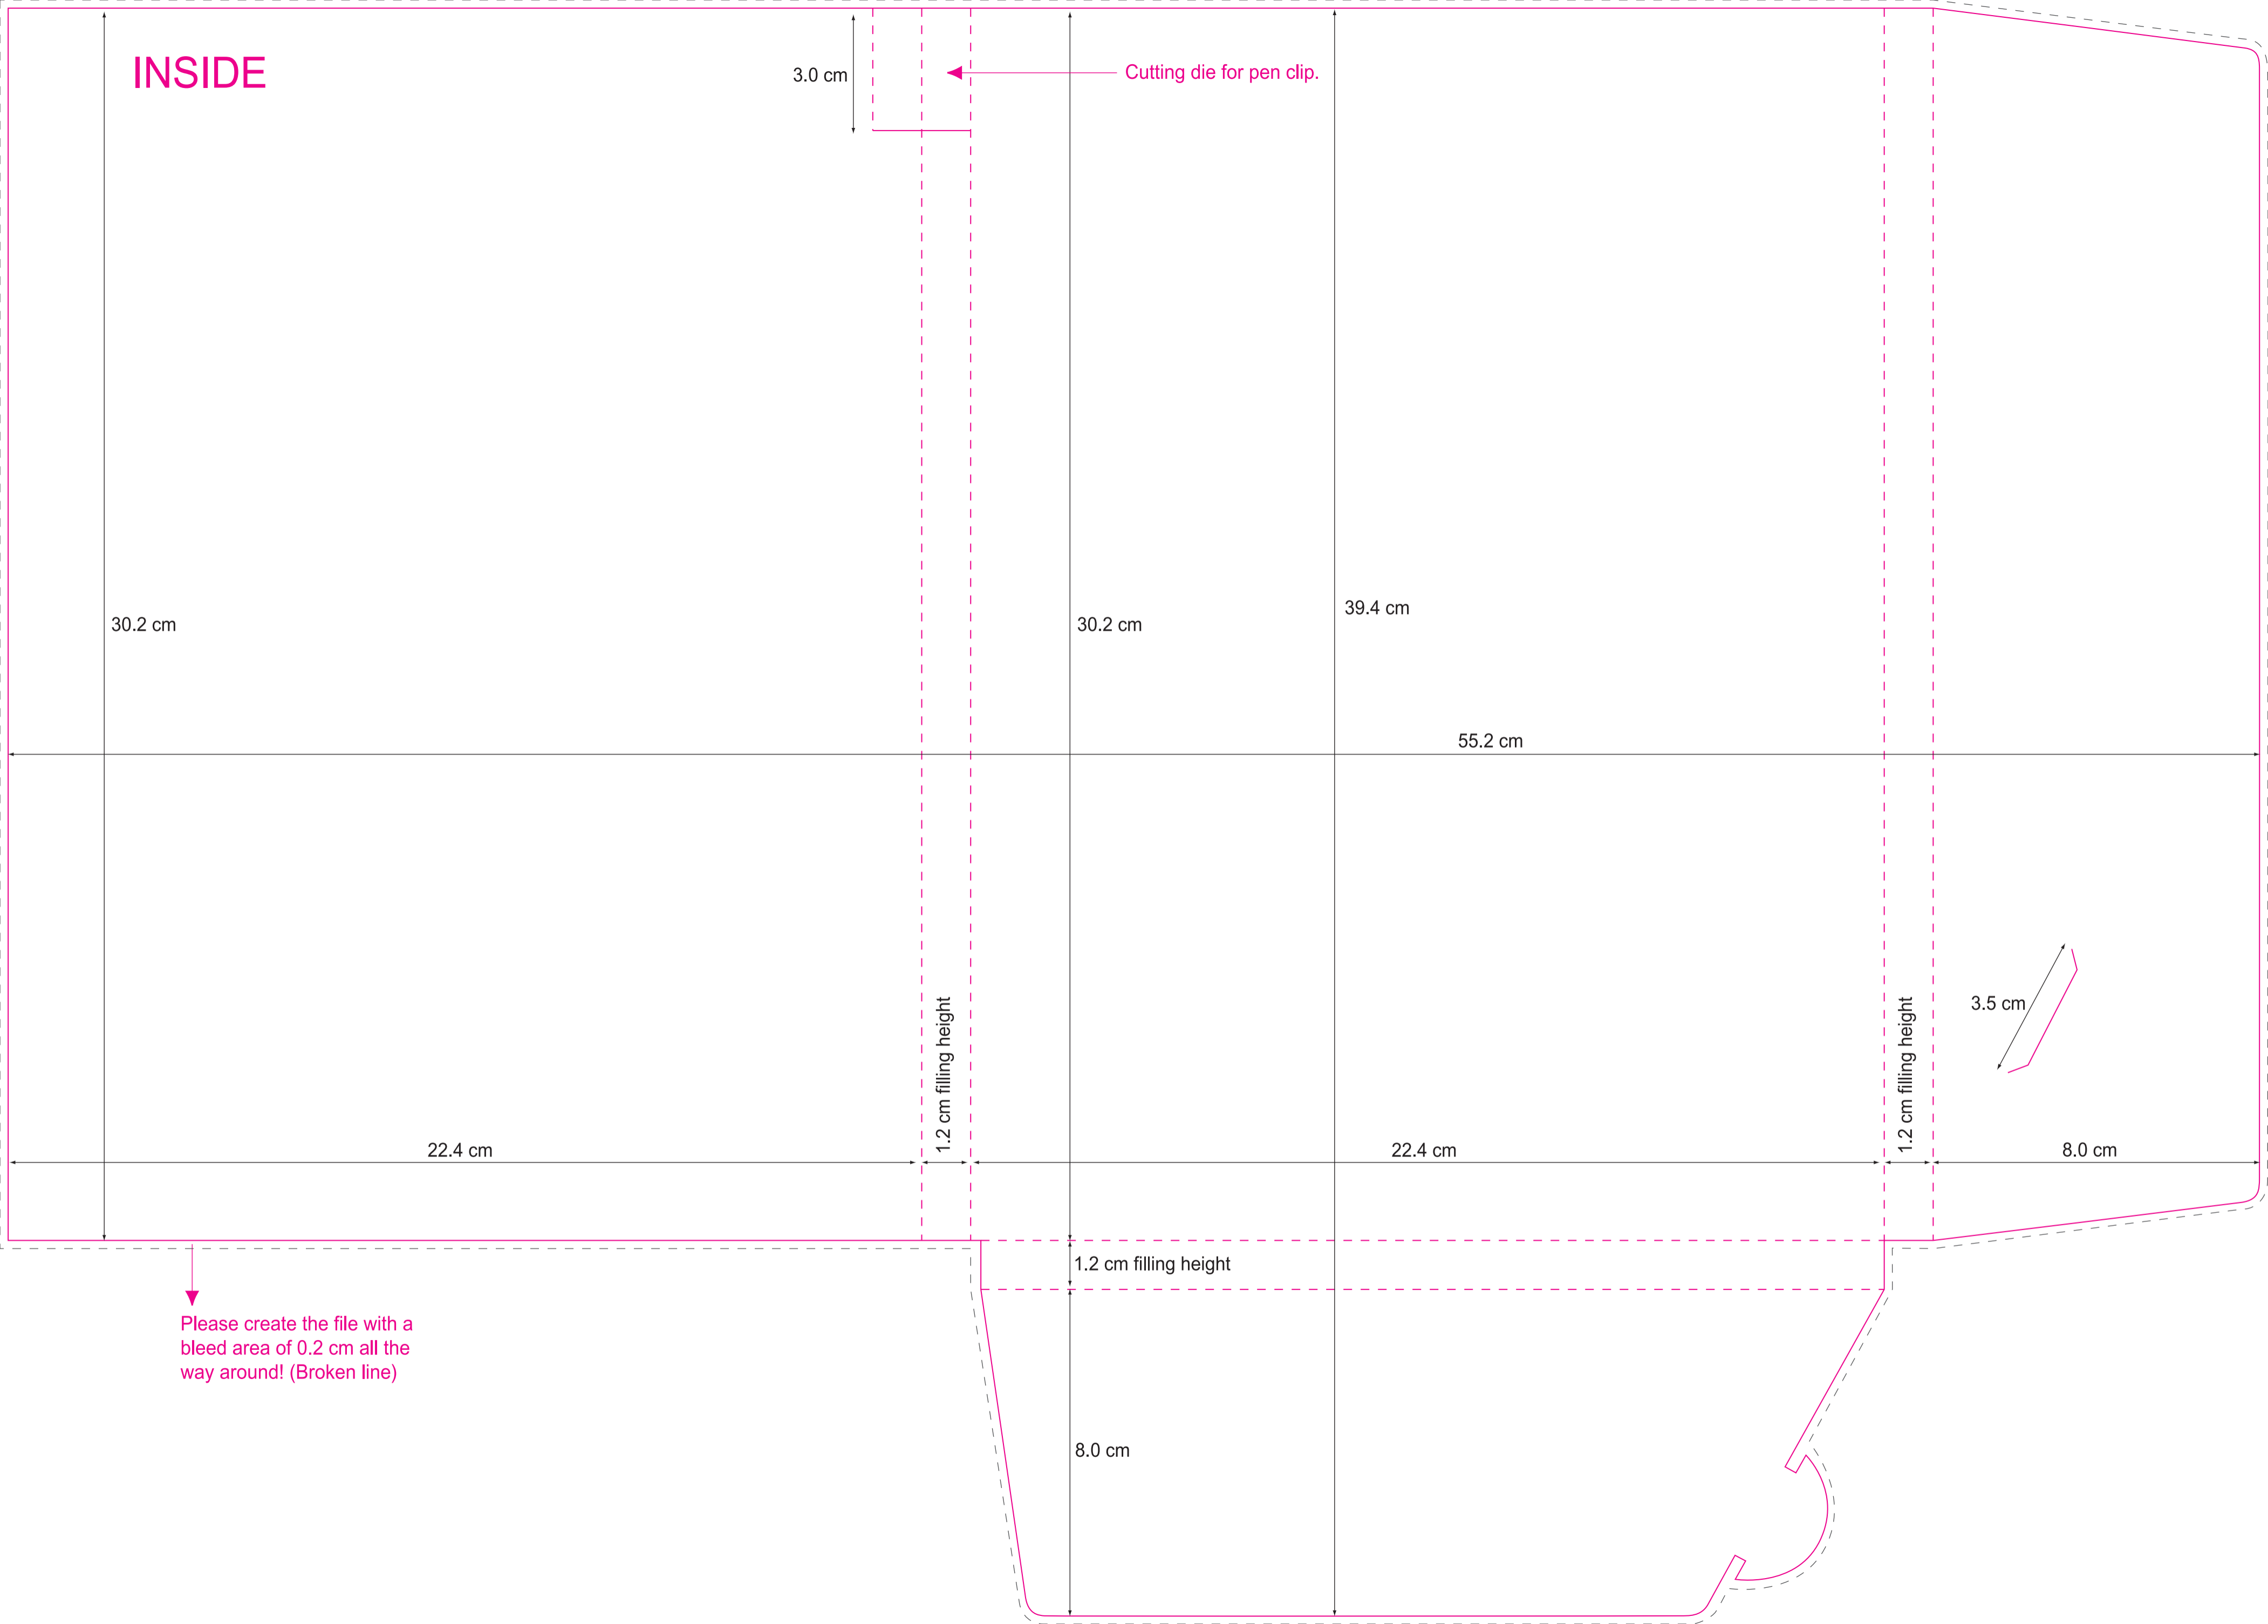 INSIDE
3.0 cm
Cutting die for pen clip.
30.2 cm
30.2 cm
39.4 cm
55.2 cm
3.5 cm
1.2 cm filling height
1.2 cm filling height
22.4 cm
22.4 cm
8.0 cm
1.2 cm filling height
Please create the file with a
bleed area of 0.2 cm all the
way around! (Broken line)
8.0 cm